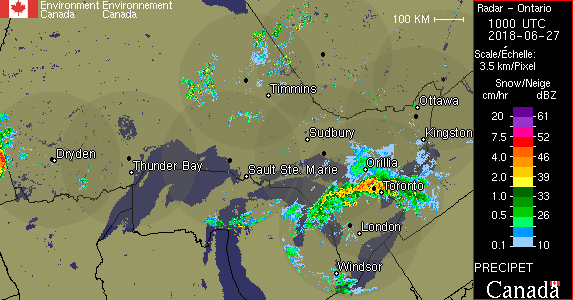 Environment Environnement
Canada Canada
100 KM
Timmins
Ottawa
Sudbury
Kingston
Dryden
Thunder Bay
Sault Ste. Marie
Orillia
Toronto
London
Windsor
Radar - Ontario
1000 UTC
2018-06-27
Scale/Échelle:
3.5 km/Pixel
Snow/Neige
cm/hr dBZ
20 61
7.5 52
4.0 46
2.0 39
1.0 33
0.5 26
0.1 10
PRECIPET
Canada